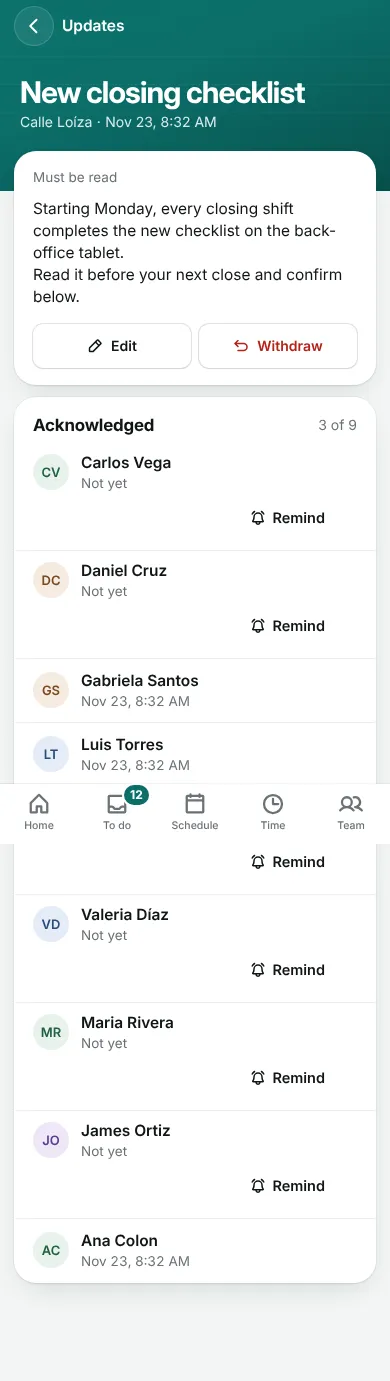 Updates
New closing checklist
Calle Loíza · Nov 23, 8:32 AM
Must be read
Starting Monday, every closing shift
completes the new checklist on the back-
office tablet.
Read it before your next close and confirm
below.
Edit
Withdraw
Acknowledged
3 of 9
CV
Carlos Vega
Not yet
Remind
DC
Daniel Cruz
Not yet
Remind
GS
Gabriela Santos
Nov 23, 8:32 AM
LT
Luis Torres
Nov 23, 8:32 AM
12
Home
To do
Schedule
Time
Team
Remind
VD
Valeria Díaz
Not yet
Remind
MR
Maria Rivera
Not yet
Remind
JO
James Ortiz
Not yet
Remind
AC
Ana Colon
Nov 23, 8:32 AM